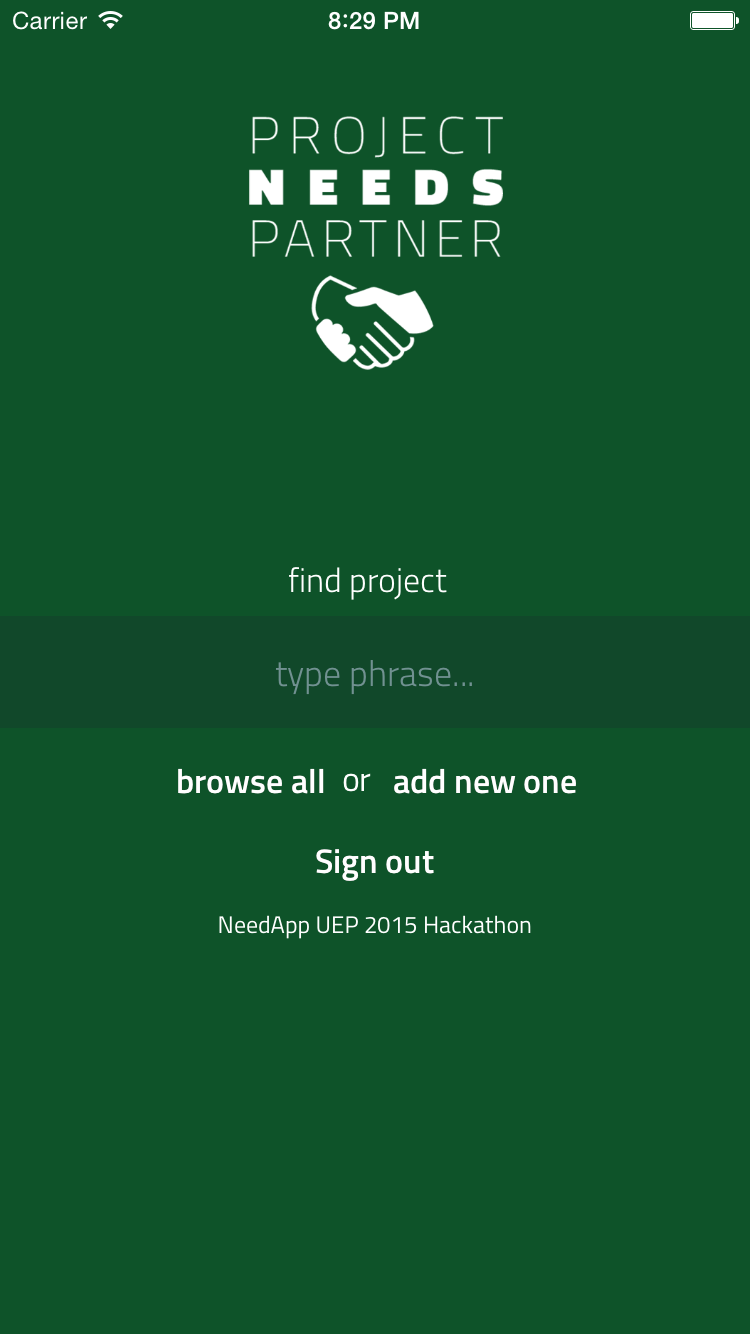 Carrier 8:29 PM
PROJECT
NEEDS
PARTNER
find project
type phrase...
browse all or add new one
Sign out
NeedApp UEP 2015 Hackathon